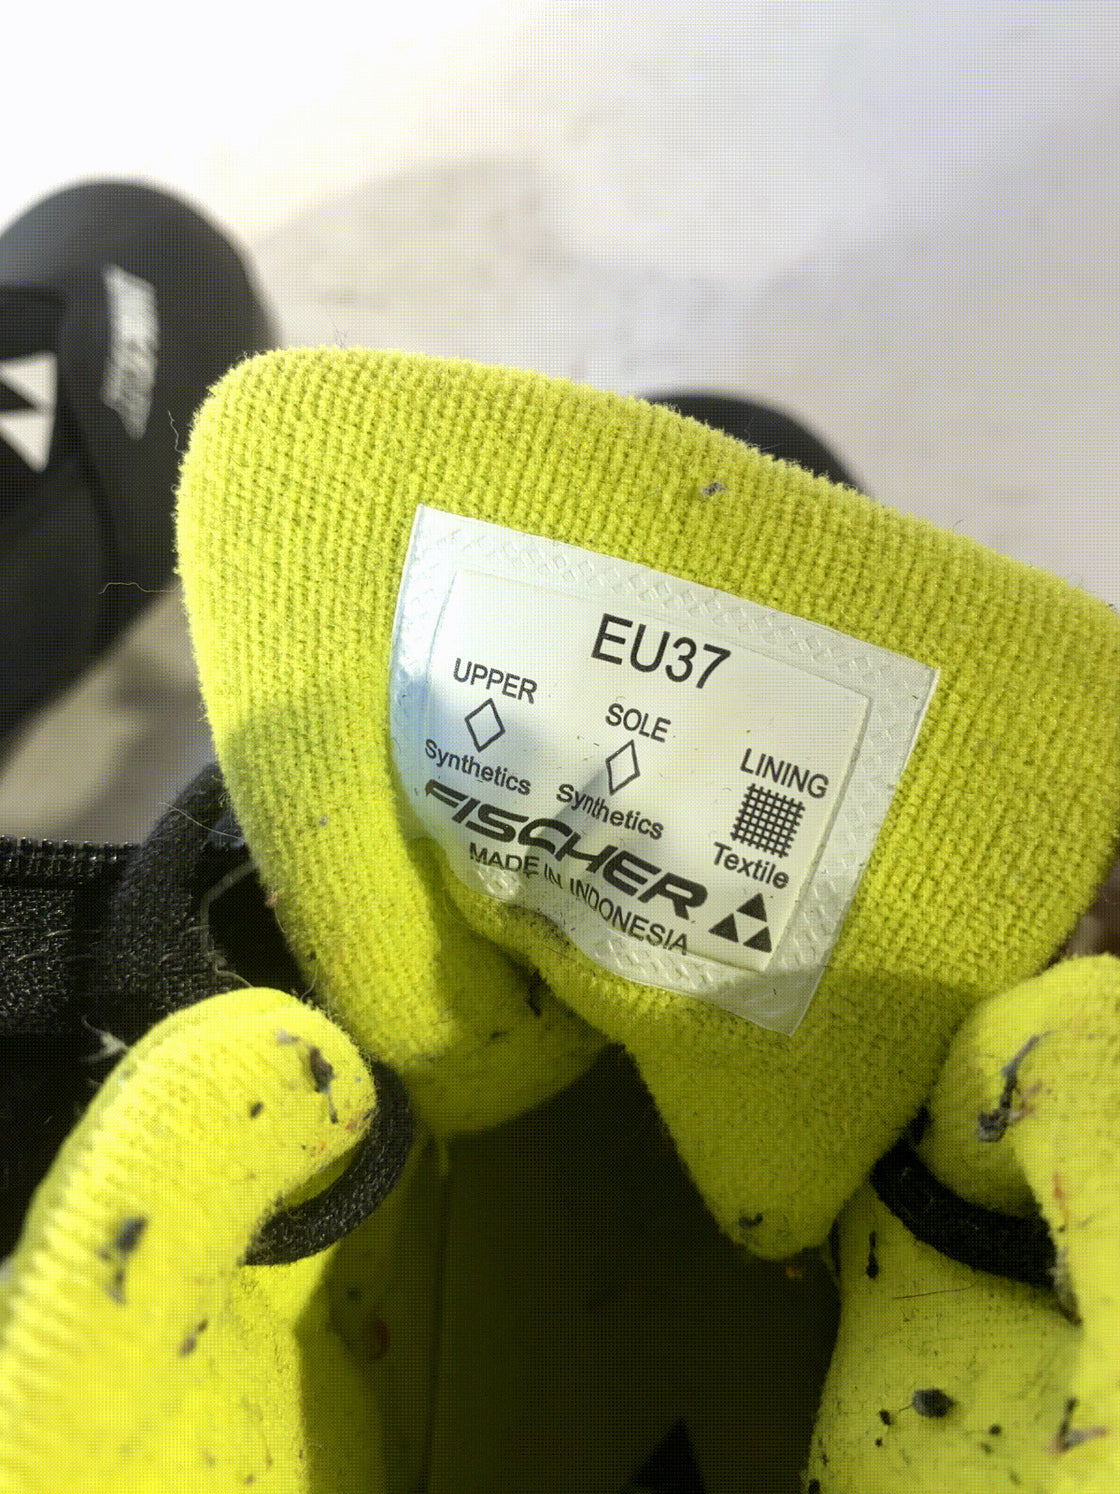 EU37
UPPER
SOLE
LINING
Synthetics
Synthetics
Textile
FISCHER
MADE IN INDONESIA